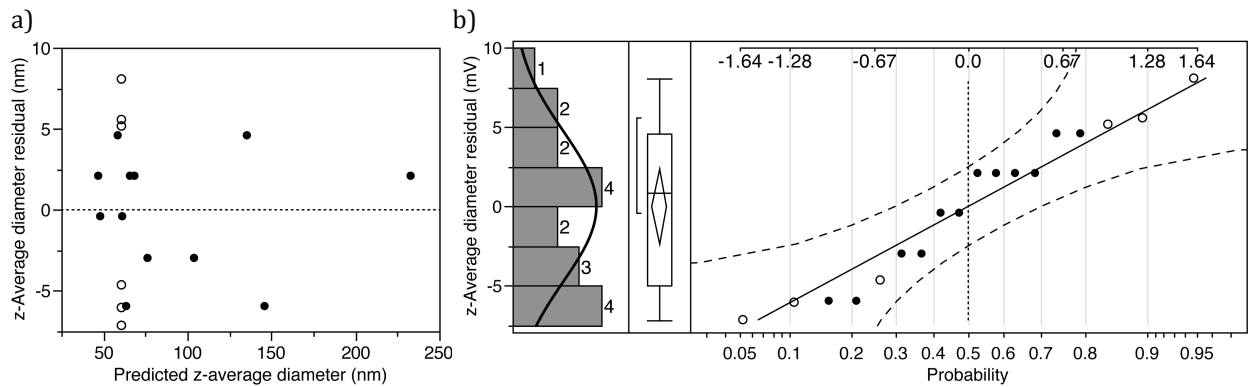 a)
z-Average diameter residual (nm)
10
5
0
-5
50 100 150 200 250
Predicted z-average diameter (nm)
b)
z-Average diameter residual (mV)
10
5
0
-5
1
2
2
4
2
3
4
-1.64 -1.28 -0.67 0.0 0.67 1.28 1.64
0.05 0.1 0.2 0.3 0.4 0.5 0.6 0.7 0.8 0.9 0.95
Probability